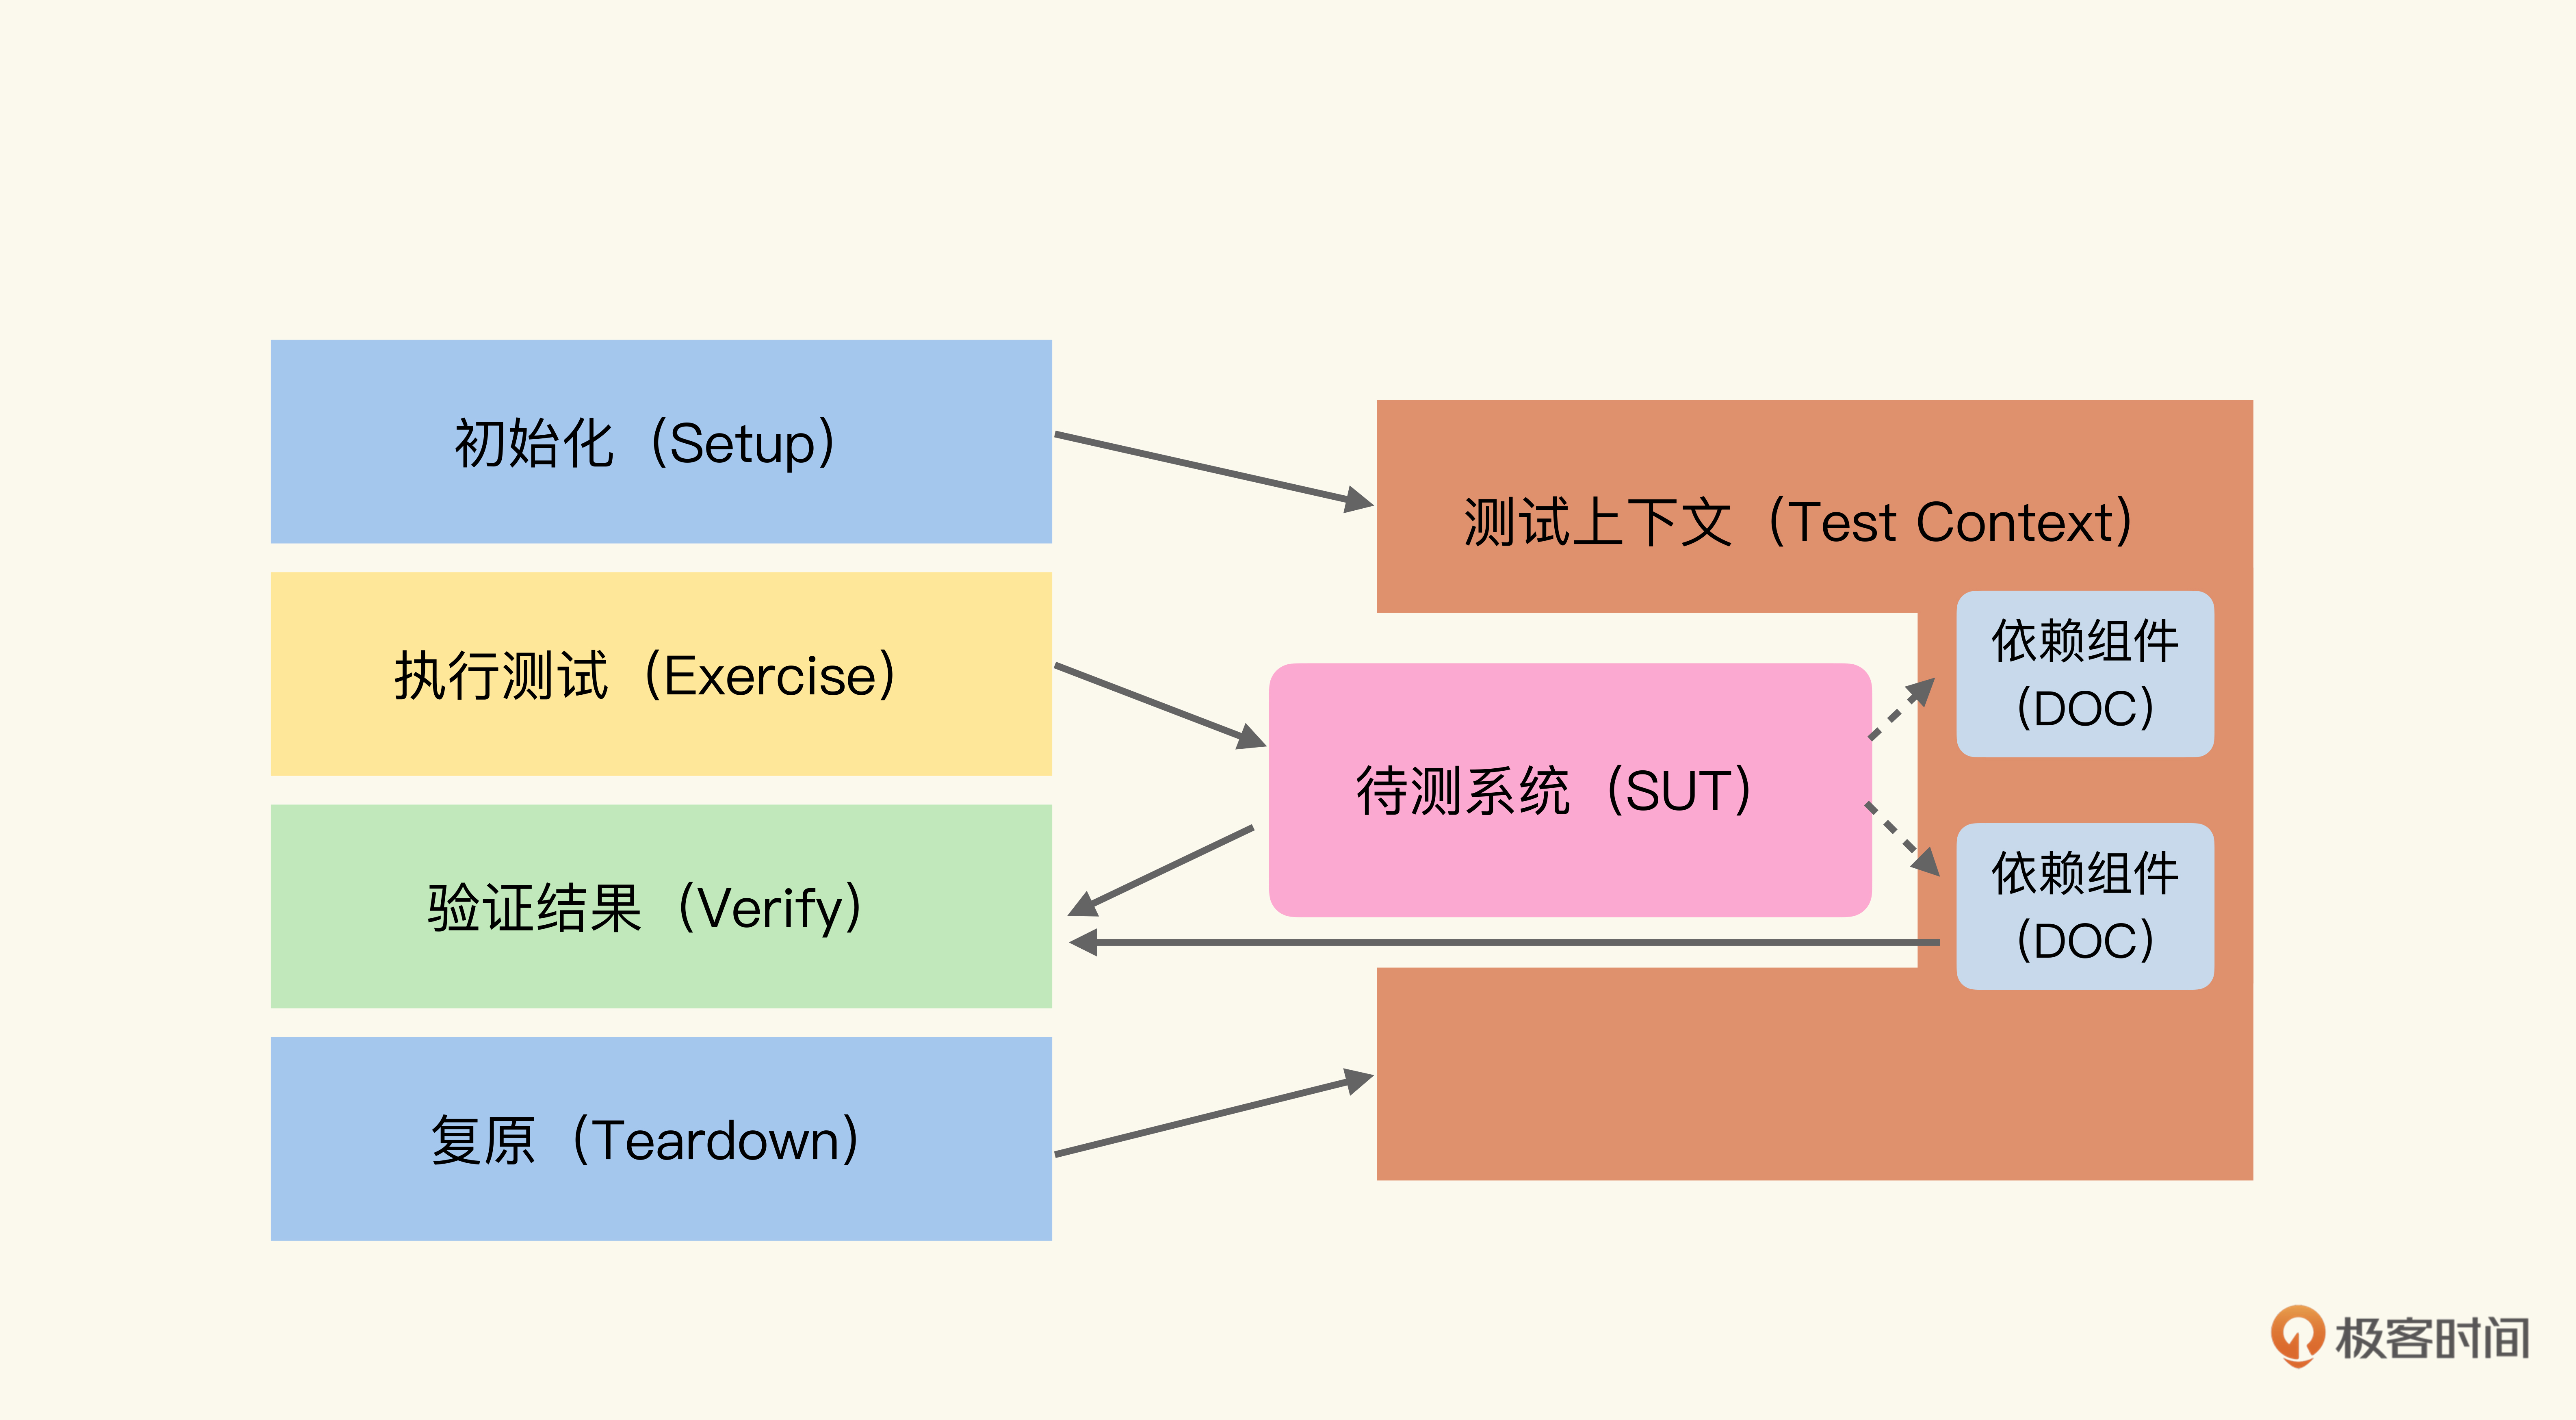 初始化（Setup）
执行测试（Exercise）
验证结果（Verify）
复原（Teardown）
测试上下文（Test Context）
待测系统（SUT）
依赖组件
（DOC）
依赖组件
（DOC）
极客时间